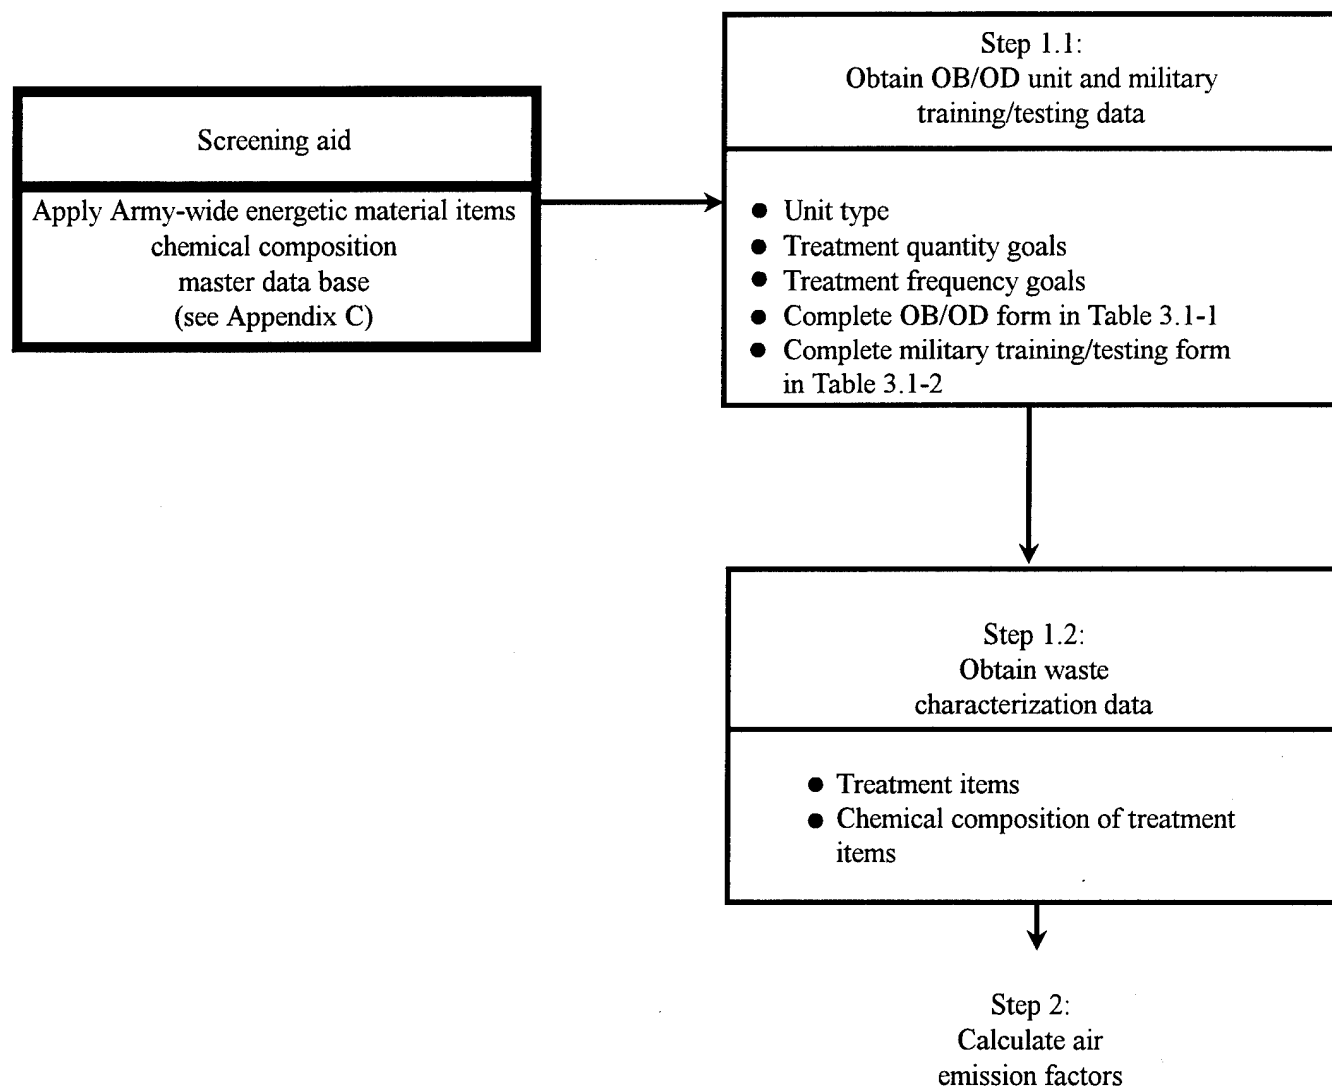 Screening aid
Apply Army-wide energetic material items
chemical composition
master data base
(see Appendix C)
Step 1.1:
Obtain OB/OD unit and military
training/testing data
● Unit type
● Treatment quantity goals
● Treatment frequency goals
● Complete OB/OD form in Table 3.1-1
● Complete military training/testing form
in Table 3.1-2
Step 1.2:
Obtain waste
characterization data
● Treatment items
● Chemical composition of treatment
items
Step 2:
Calculate air
emission factors